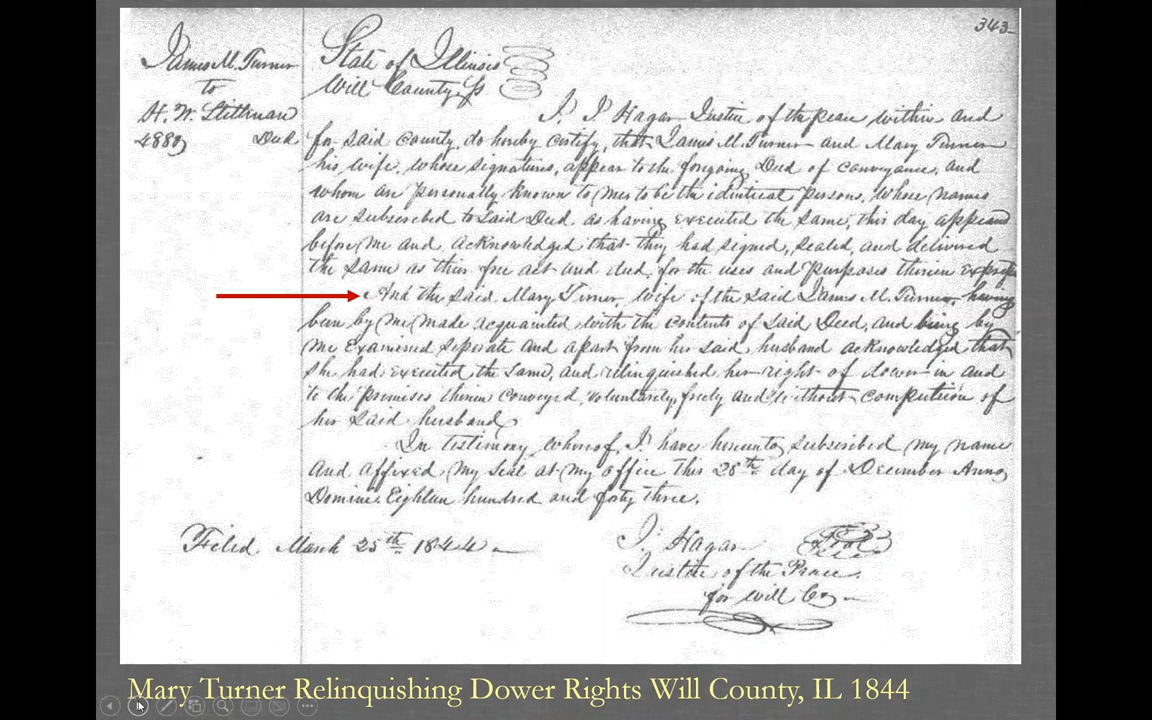 343
James M. Turner
to
H. W. Stillman
4889 Deed
State of Illinois
Will County Ss
I, J Hagar Justice of the peace within and
for said county, do hereby certify, that James M. Turner and Mary Turner
his wife, whose signatures, appear to the foregoing Deed of conveyance, and
whom are personally known to me to be the identical persons, whose names
are subscribed to said Deed, as having executed the same, this day appeared
before me and acknowledged that they had signed, sealed, and delivered
the same as their free act and deed, for the uses and purposes therein
And the said Mary Turner, wife of the said James M. Turner, having
been by me made acquainted with the contents of said Deed, and being by
me examined seperate and apart from her said husband acknowledged that
she had executed the same, and relinquished her right of dower in and
to the premises therein conveyed, voluntarily, freely and without compulsion of
her said husband
In testimony whereof, I have hereunto subscribed my name
and affixed my seal at my office this 28th day of December Anno
Domini Eighteen hundred and forty three.
J. Hagar Seal
Justice of the Peace
for Will Co
Filed March 25th 1844
Mary Turner Relinquishing Dower Rights Will County, IL 1844